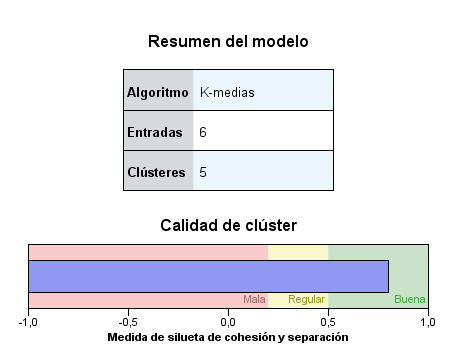 Resumen del modelo
Algoritmo K-medias
Entradas 6
Clústeres 5
Calidad de clúster
Mala Regular Buena
-1,0 -0,5 0,0 0,5 1,0
Medida de silueta de cohesión y separación